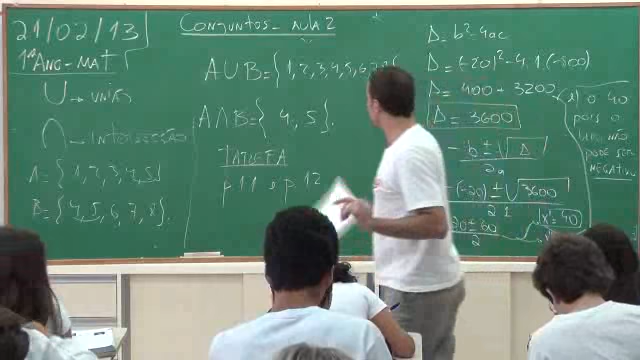 21/02/13
1º ANO - MAT
∪ → UNIÃO
∩ → INTERSECÇÃO
A = {1, 2, 3, 4, 5}
B = {4, 5, 6, 7, 8}.
CONJUNTOS - AULA 2
A∪B = {1, 2, 3, 4, 5, 6, 7, 8}
A∩B = {4, 5}.
TAREFA
p 11 e p. 12
Δ = b² - 4ac
Δ = (-20)² - 4.1.(-800)
Δ = 400 + 3200
Δ = 3600
- b ± √Δ
2a
-(-20) ± √3600
2.1
20 ± 60
2
x' = 40
o 40
pois o
não
pode ser
negativo